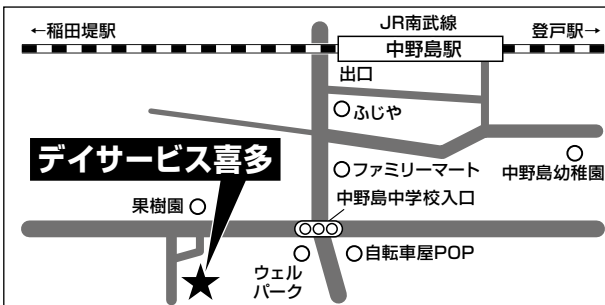 JR南武線
←稲田堤駅
中野島駅
登戸駅→
出口
ふじや
デイサービス喜多
ファミリーマート
中野島幼稚園
果樹園
中野島中学校入口
自転車屋POP
ウェル
パーク